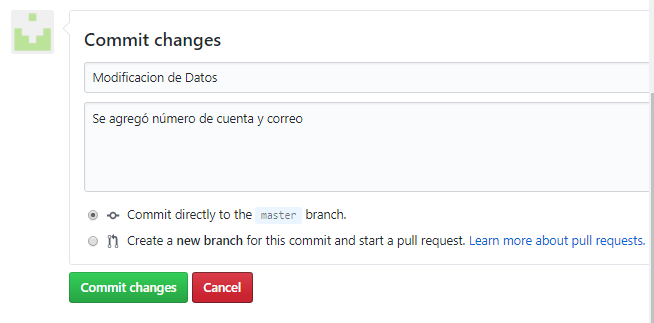 Commit changes
Modificacion de Datos
Se agregó número de cuenta y correo
Commit directly to the master branch.
Create a new branch for this commit and start a pull request. Learn more about pull requests.
Commit changes Cancel